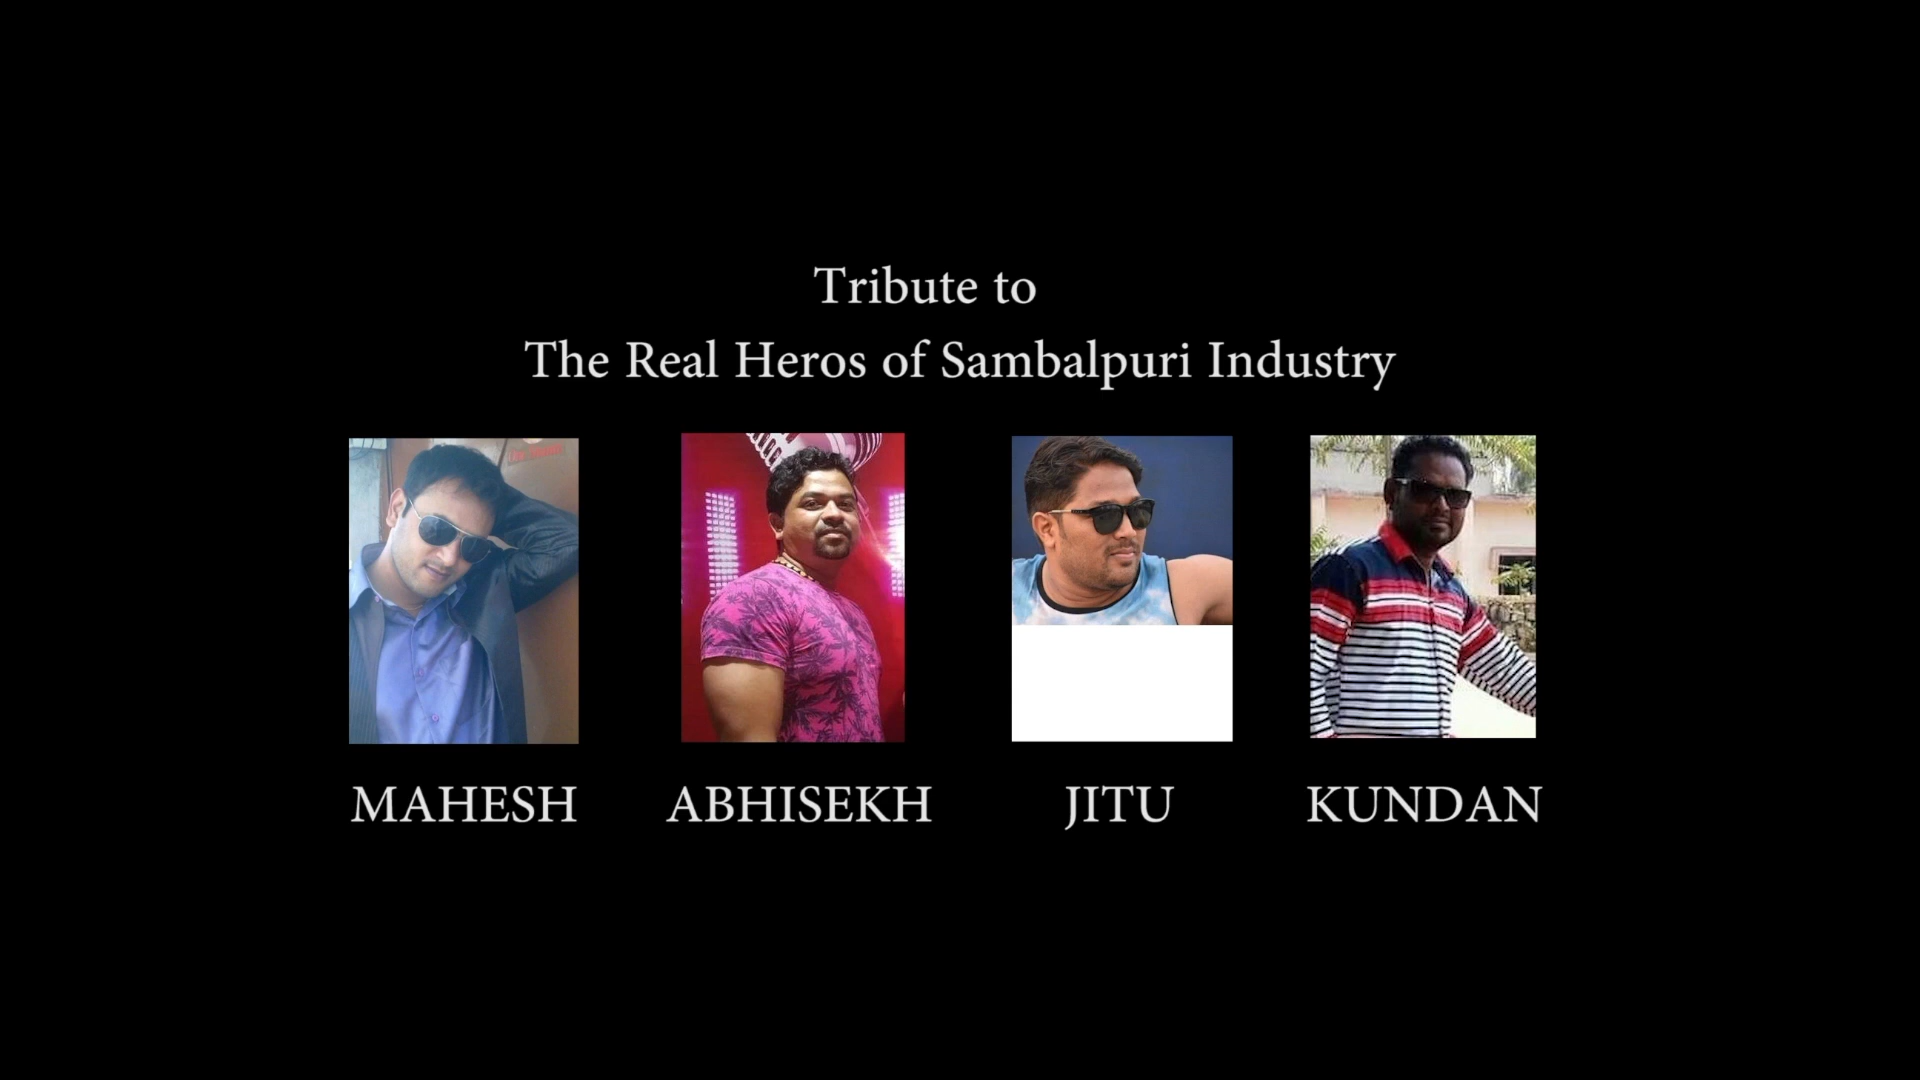 Tribute to
The Real Heros of Sambalpuri Industry
MAHESH
ABHISEKH
JITU
KUNDAN